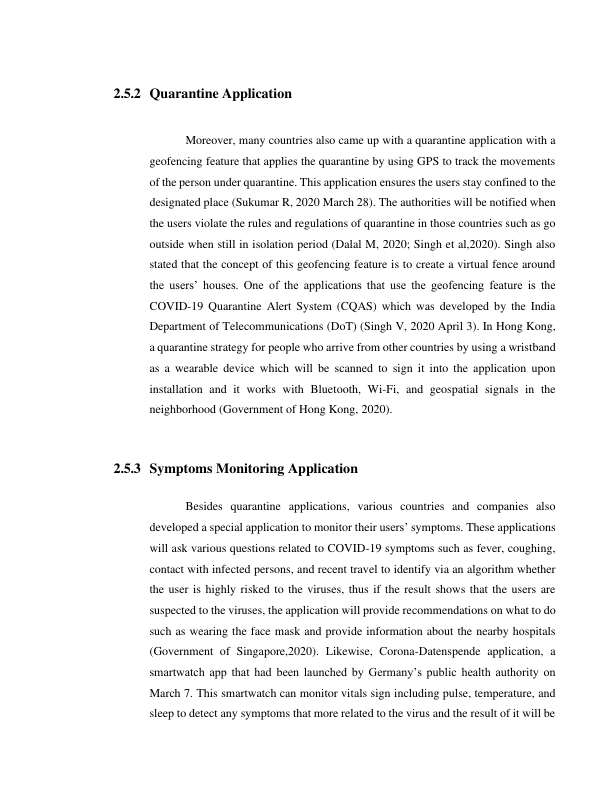 2.5.2 Quarantine Application
Moreover, many countries also came up with a quarantine application with a
geofencing feature that applies the quarantine by using GPS to track the movements
of the person under quarantine. This application ensures the users stay confined to the
designated place (Sukumar R, 2020 March 28). The authorities will be notified when
the users violate the rules and regulations of quarantine in those countries such as go
outside when still in isolation period (Dalal M, 2020; Singh et al,2020). Singh also
stated that the concept of this geofencing feature is to create a virtual fence around
the users’ houses. One of the applications that use the geofencing feature is the
COVID-19 Quarantine Alert System (CQAS) which was developed by the India
Department of Telecommunications (DoT) (Singh V, 2020 April 3). In Hong Kong,
a quarantine strategy for people who arrive from other countries by using a wristband
as a wearable device which will be scanned to sign it into the application upon
installation and it works with Bluetooth, Wi-Fi, and geospatial signals in the
neighborhood (Government of Hong Kong, 2020).
2.5.3 Symptoms Monitoring Application
Besides quarantine applications, various countries and companies also
developed a special application to monitor their users’ symptoms. These applications
will ask various questions related to COVID-19 symptoms such as fever, coughing,
contact with infected persons, and recent travel to identify via an algorithm whether
the user is highly risked to the viruses, thus if the result shows that the users are
suspected to the viruses, the application will provide recommendations on what to do
such as wearing the face mask and provide information about the nearby hospitals
(Government of Singapore,2020). Likewise, Corona-Datenspende application, a
smartwatch app that had been launched by Germany’s public health authority on
March 7. This smartwatch can monitor vitals sign including pulse, temperature, and
sleep to detect any symptoms that more related to the virus and the result of it will be